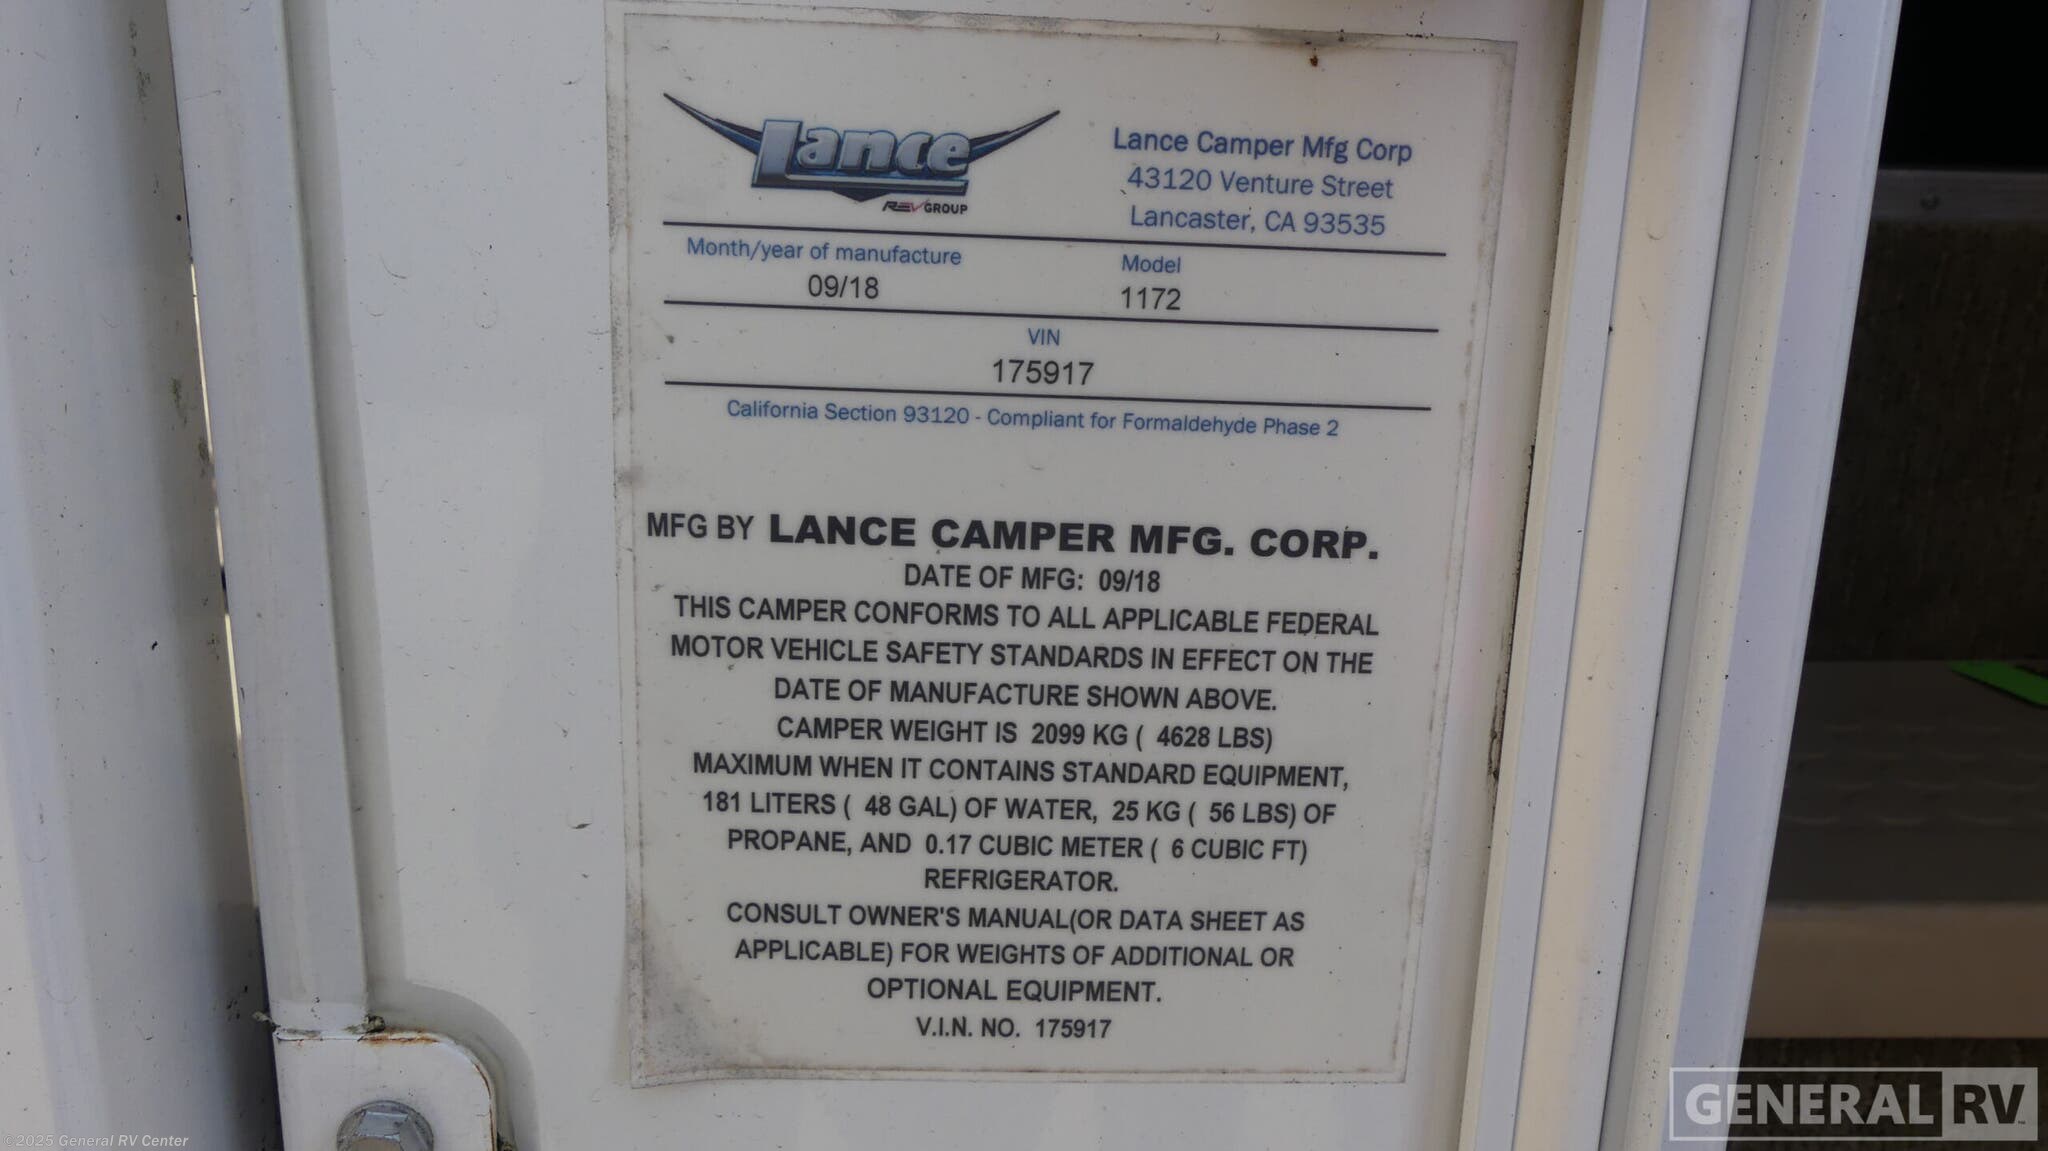 Lance
REV GROUP
Lance Camper Mfg Corp
43120 Venture Street
Lancaster, CA 93535
Month/year of manufacture
09/18
Model
1172
VIN
175917
California Section 93120 - Compliant for Formaldehyde Phase 2
MFG BY LANCE CAMPER MFG. CORP.
DATE OF MFG: 09/18
THIS CAMPER CONFORMS TO ALL APPLICABLE FEDERAL
MOTOR VEHICLE SAFETY STANDARDS IN EFFECT ON THE
DATE OF MANUFACTURE SHOWN ABOVE.
CAMPER WEIGHT IS 2099 KG ( 4628 LBS)
MAXIMUM WHEN IT CONTAINS STANDARD EQUIPMENT,
181 LITERS ( 48 GAL) OF WATER, 25 KG ( 56 LBS) OF
PROPANE, AND 0.17 CUBIC METER ( 6 CUBIC FT)
REFRIGERATOR.
CONSULT OWNER'S MANUAL(OR DATA SHEET AS
APPLICABLE) FOR WEIGHTS OF ADDITIONAL OR
OPTIONAL EQUIPMENT.
V.I.N. NO. 175917
©2025 General RV Center
GENERAL RV